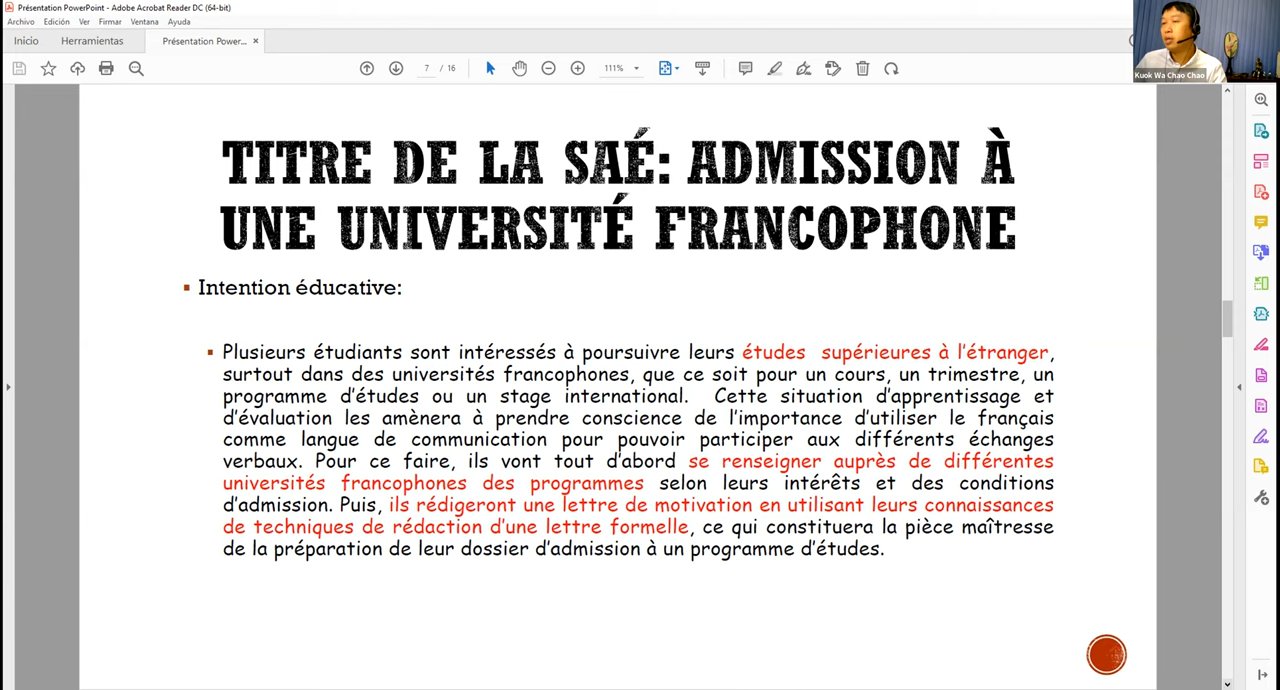 Présentation PowerPoint - Adobe Acrobat Reader DC (64-bit)
Archivo Edición Ver Firmar Ventana Ayuda
Inicio Herramientas Présentation Power... ×
7 / 16 111%
Kuok Wa Chao Chao
TITRE DE LA SAÉ: ADMISSION À
UNE UNIVERSITÉ FRANCOPHONE
▪ Intention éducative:
▪ Plusieurs étudiants sont intéressés à poursuivre leurs études supérieures à l’étranger,
surtout dans des universités francophones, que ce soit pour un cours, un trimestre, un
programme d’études ou un stage international. Cette situation d’apprentissage et
d’évaluation les amènera à prendre conscience de l’importance d’utiliser le français
comme langue de communication pour pouvoir participer aux différents échanges
verbaux. Pour ce faire, ils vont tout d’abord se renseigner auprès de différentes
universités francophones des programmes selon leurs intérêts et des conditions
d’admission. Puis, ils rédigeront une lettre de motivation en utilisant leurs connaissances
de techniques de rédaction d’une lettre formelle, ce qui constituera la pièce maîtresse
de la préparation de leur dossier d’admission à un programme d’études.